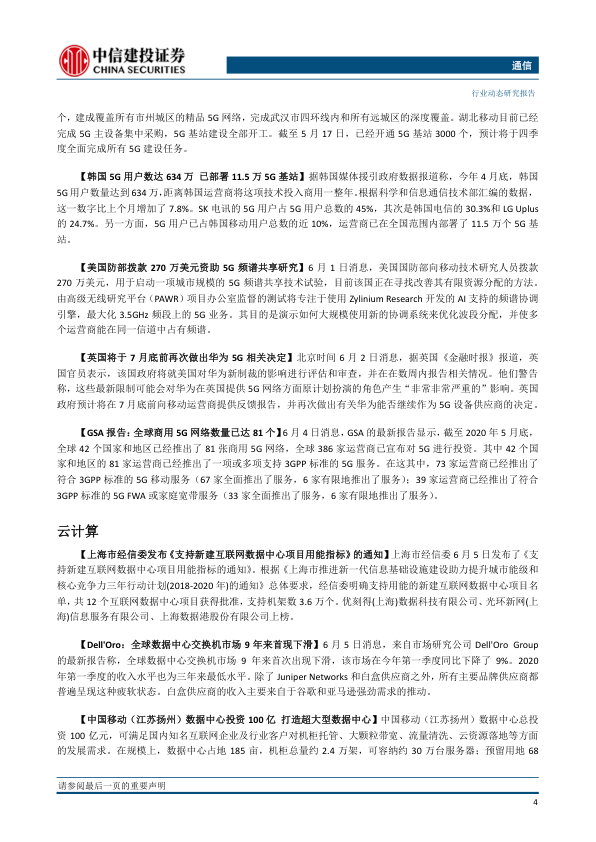 中信建投证券
CHINA SECURITIES
通信
行业动态研究报告
个，建成覆盖所有市州城区的精品 5G 网络，完成武汉市四环线内和所有远城区的深度覆盖。湖北移动目前已经
完成 5G 主设备集中采购，5G 基站建设全部开工。截至 5 月 17 日，已经开通 5G 基站 3000 个，预计将于四季
度全面完成所有 5G 建设任务。
【韩国 5G 用户数达 634 万 已部署 11.5 万 5G 基站】据韩国媒体援引政府数据报道称，今年 4 月底，韩国
5G 用户数量达到 634 万，距离韩国运营商将这项技术投入商用一整年。根据科学和信息通信技术部汇编的数据，
这一数字比上个月增加了 7.8%。SK 电讯的 5G 用户占 5G 用户总数的 45%，其次是韩国电信的 30.3%和 LG Uplus
的 24.7%。另一方面，5G 用户已占韩国移动用户总数的近 10%，运营商已在全国范围内部署了 11.5 万个 5G 基
站。
【美国防部拨款 270 万美元资助 5G 频谱共享研究】6 月 1 日消息，美国国防部向移动技术研究人员拨款
270 万美元，用于启动一项城市规模的 5G 频谱共享技术试验，目前该国正在寻找改善其有限资源分配的方法。
由高级无线研究平台（PAWR）项目办公室监督的测试将专注于使用 Zylinium Research 开发的 AI 支持的频谱协调
引擎，最大化 3.5GHz 频段上的 5G 业务。其目的是演示如何大规模使用新的协调系统来优化波段分配，并使多
个运营商能在同一信道中占有频谱。
【英国将于 7 月底前再次做出华为 5G 相关决定】北京时间 6 月 2 日消息，据英国《金融时报》报道，英
国官员表示，该国政府将就美国对华为新制裁的影响进行评估和审查，并在在数周内报告相关情况。他们警告
称，这些最新限制可能会对华为在英国提供 5G 网络方面原计划扮演的角色产生“非常非常严重的”影响。英国
政府预计将在 7 月底前向移动运营商提供反馈报告，并再次做出有关华为能否继续作为 5G 设备供应商的决定。
【GSA 报告：全球商用 5G 网络数量已达 81 个】6 月 4 日消息，GSA 的最新报告显示，截至 2020 年 5 月底，
全球 42 个国家和地区已经推出了 81 张商用 5G 网络，全球 386 家运营商已宣布对 5G 进行投资。其中 42 个国
家和地区的 81 家运营商已经推出了一项或多项支持 3GPP 标准的 5G 服务。在这其中，73 家运营商已经推出了
符合 3GPP 标准的 5G 移动服务（67 家全面推出了服务，6 家有限地推出了服务）；39 家运营商已经推出了符合
3GPP 标准的 5G FWA 或家庭宽带服务（33 家全面推出了服务，6 家有限地推出了服务）。
云计算
【上海市经信委发布《支持新建互联网数据中心项目用能指标》的通知】上海市经信委 6 月 5 日发布了《支
持新建互联网数据中心项目用能指标的通知》。根据《上海市推进新一代信息基础设施建设助力提升城市能级和
核心竞争力三年行动计划(2018-2020 年)的通知》总体要求，经信委明确支持用能的新建互联网数据中心项目名
单，共 12 个互联网数据中心项目获得批准，支持机架数 3.6 万个。优刻得(上海)数据科技有限公司、光环新网(上
海)信息服务有限公司、上海数据港股份有限公司上榜。
【Dell'Oro：全球数据中心交换机市场 9 年来首现下滑】6 月 5 日消息，来自市场研究公司 Dell'Oro Group
的最新报告称，全球数据中心交换机市场 9 年来首次出现下滑，该市场在今年第一季度同比下降了 9%。2020
年第一季度的收入水平也为三年来最低水平。除了 Juniper Networks 和白盒供应商之外，所有主要品牌供应商都
普遍呈现这种疲软状态。白盒供应商的收入主要来自于谷歌和亚马逊强劲需求的推动。
【中国移动（江苏扬州）数据中心投资 100 亿 打造超大型数据中心】中国移动（江苏扬州）数据中心总投
资 100 亿元，可满足国内知名互联网企业及行业客户对机柜托管、大颗粒带宽、流量清洗、云资源落地等方面
的发展需求。在规模上，数据中心占地 185 亩，机柜总量约 2.4 万架，可容纳约 30 万台服务器；预留用地 68
请参阅最后一页的重要声明
4